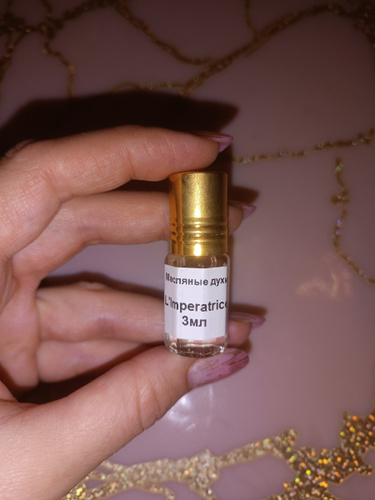 Масляные духи
L'Imperatrice
3мл